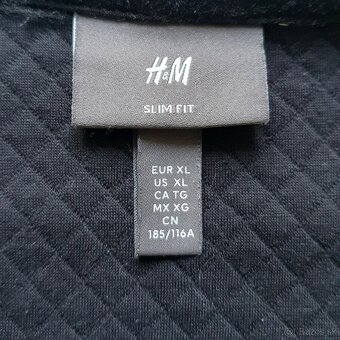 H&M
SLIM FIT
EUR XL
US XL
CA TG
MX XG
CN
185/116A